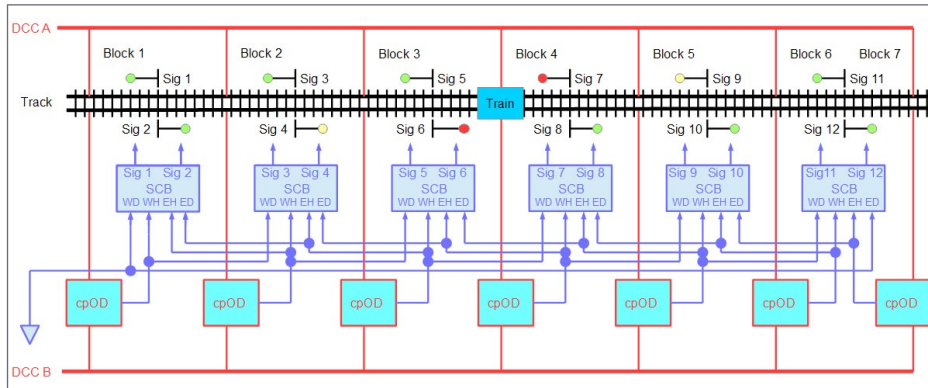 DCC A
Block 1 Block 2 Block 3 Block 4 Block 5 Block 6 Block 7
Sig 1 Sig 3 Sig 5 Sig 7 Sig 9 Sig 11
Track Train
Sig 2 Sig 4 Sig 6 Sig 8 Sig 10 Sig 12
Sig 1 Sig 2 Sig 3 Sig 4 Sig 5 Sig 6 Sig 7 Sig 8 Sig 9 Sig 10 Sig11 Sig 12
SCB SCB SCB SCB SCB SCB
WD WH EH ED WD WH EH ED WD WH EH ED WD WH EH ED WD WH EH ED WD WH EH ED
cpOD cpOD cpOD cpOD cpOD cpOD cpOD
DCC B